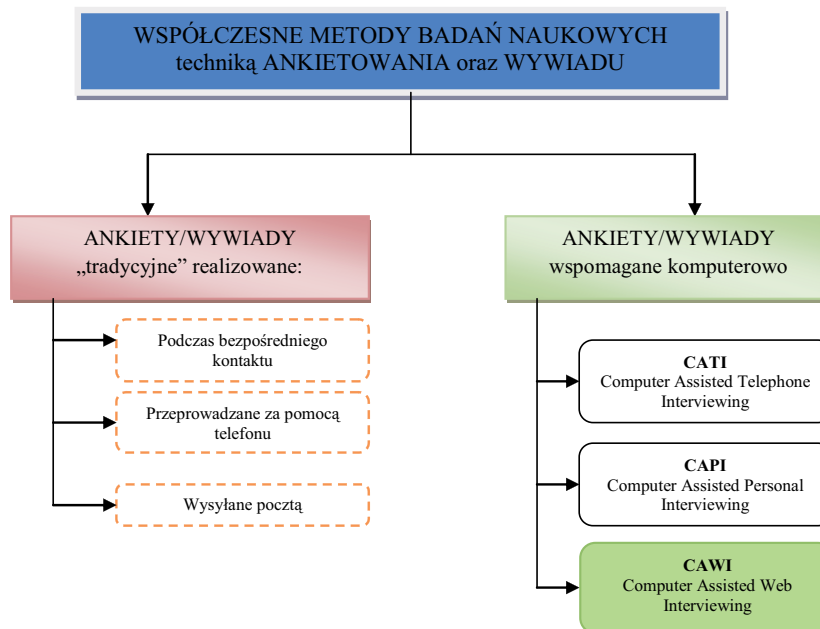 WSPÓŁCZESNE METODY BADAŃ NAUKOWYCH
techniką ANKIETOWANIA oraz WYWIADU
ANKIETY/WYWIADY
„tradycyjne” realizowane:
Podczas bezpośredniego
kontaktu
Przeprowadzane za pomocą
telefonu
Wysyłane pocztą
ANKIETY/WYWIADY
wspomagane komputerowo
CATI
Computer Assisted Telephone
Interviewing
CAPI
Computer Assisted Personal
Interviewing
CAWI
Computer Assisted Web
Interviewing